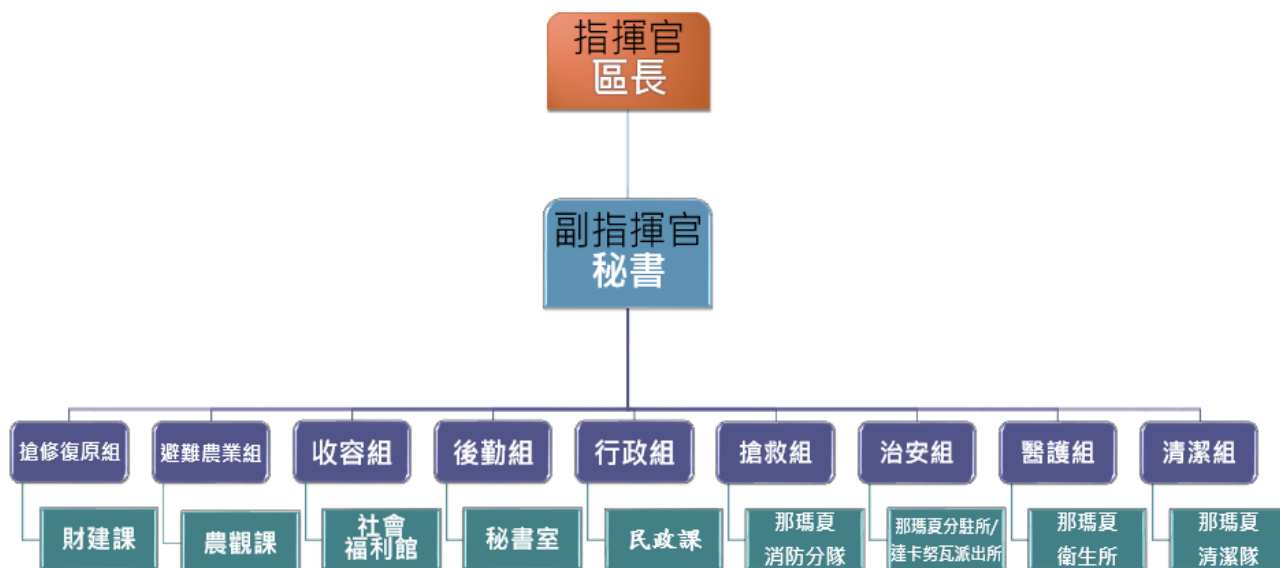 指揮官
區長
副指揮官
秘書
搶修復原組
避難農業組
收容組
後勤組
行政組
搶救組
治安組
醫護組
清潔組
財建課
農觀課
社會
福利館
秘書室
民政課
那瑪夏
消防分隊
那瑪夏分駐所/
達卡努瓦派出所
那瑪夏
衛生所
那瑪夏
清潔隊